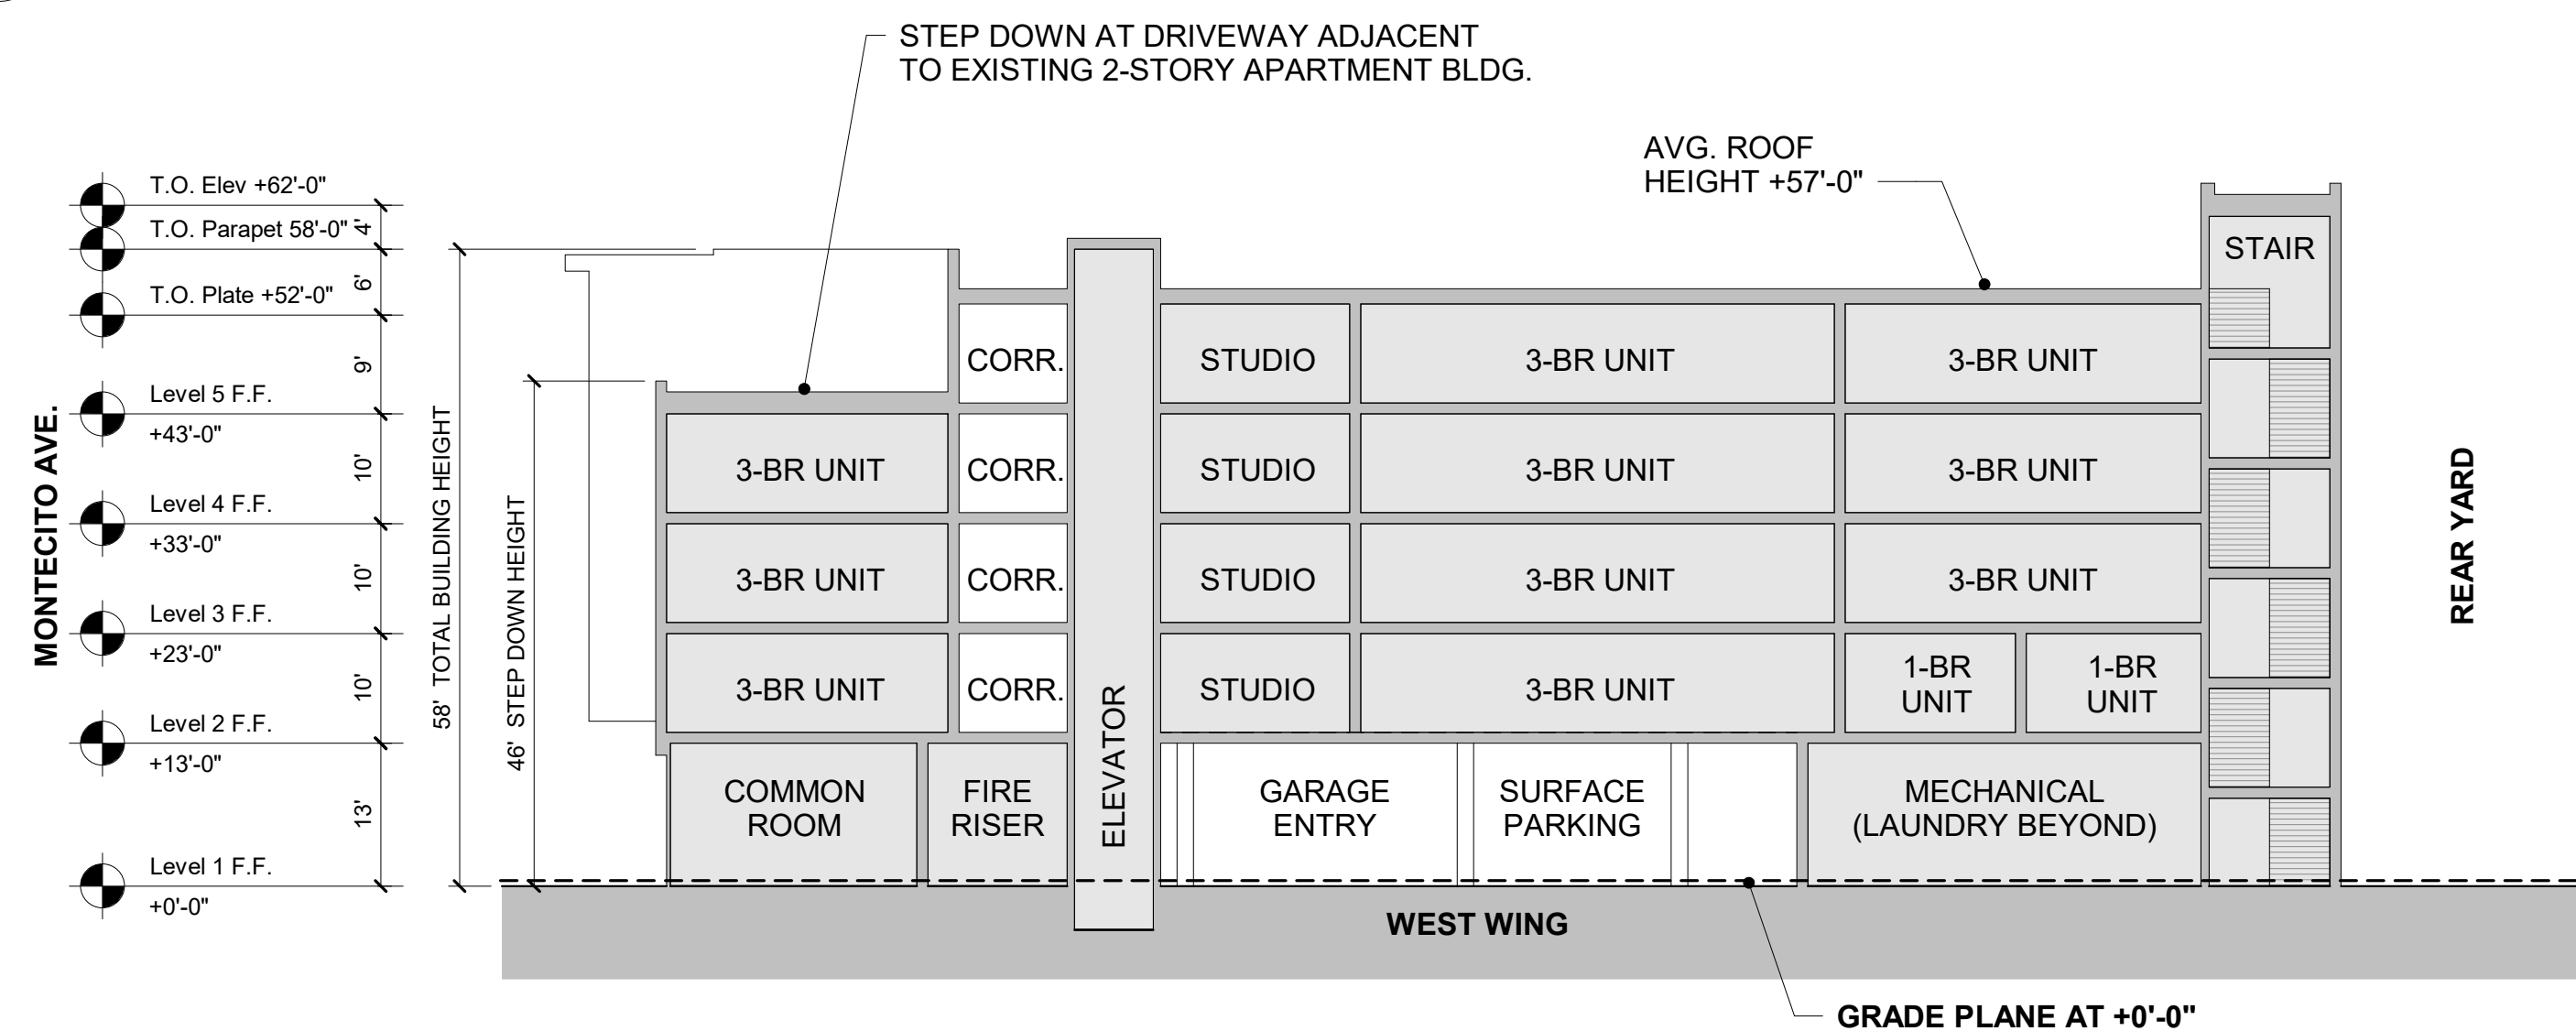 STEP DOWN AT DRIVEWAY ADJACENT
TO EXISTING 2-STORY APARTMENT BLDG.
AVG. ROOF
HEIGHT +57'-0"
T.O. Elev +62'-0"
4'
T.O. Parapet 58'-0"
6'
T.O. Plate +52'-0"
9'
Level 5 F.F.
+43'-0"
10'
Level 4 F.F.
+33'-0"
10'
Level 3 F.F.
+23'-0"
10'
Level 2 F.F.
+13'-0"
13'
Level 1 F.F.
+0'-0"
MONTECITO AVE.
58' TOTAL BUILDING HEIGHT
46' STEP DOWN HEIGHT
STAIR
CORR.
STUDIO
3-BR UNIT
3-BR UNIT
3-BR UNIT
CORR.
STUDIO
3-BR UNIT
3-BR UNIT
3-BR UNIT
CORR.
STUDIO
3-BR UNIT
3-BR UNIT
3-BR UNIT
CORR.
STUDIO
3-BR UNIT
1-BR
UNIT
1-BR
UNIT
COMMON
ROOM
FIRE
RISER
ELEVATOR
GARAGE
ENTRY
SURFACE
PARKING
MECHANICAL
(LAUNDRY BEYOND)
REAR YARD
WEST WING
GRADE PLANE AT +0'-0"